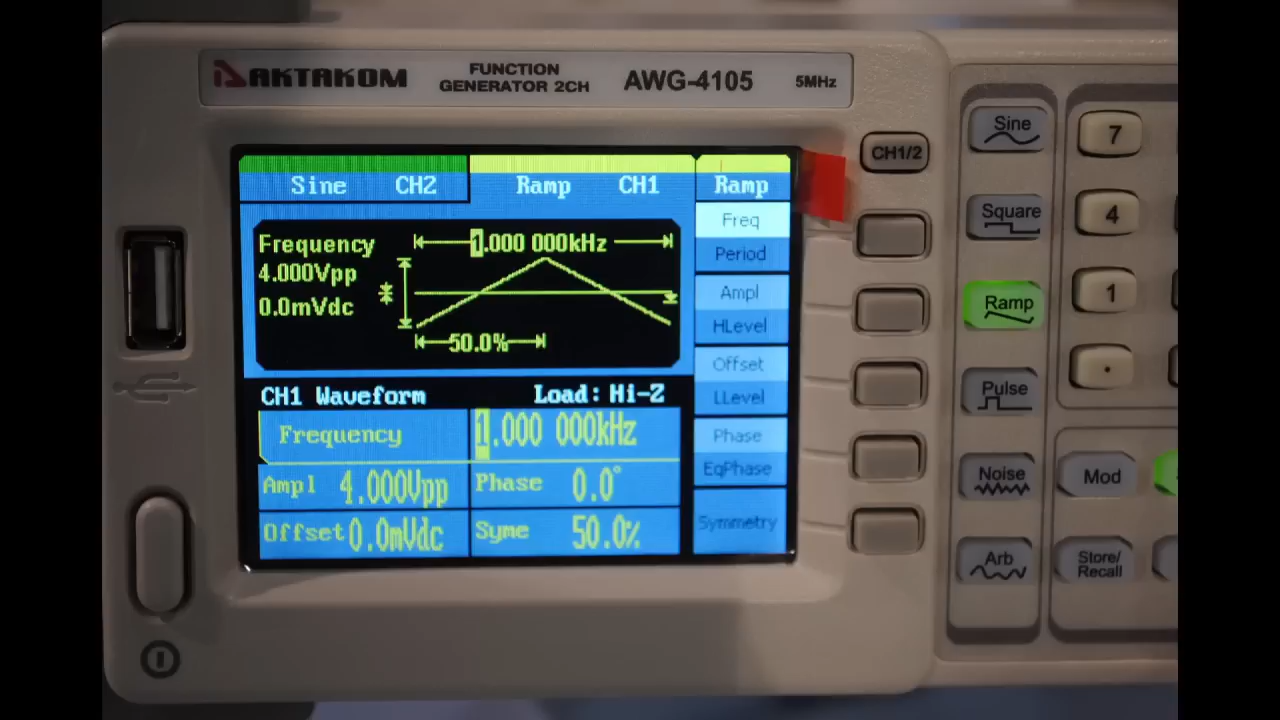 AKTAKOM
FUNCTION
GENERATOR 2CH
AWG-4105
5MHz
Sine CH2
Ramp CH1
Ramp
Frequency
4.000Vpp
0.0mVdc
1.000 000kHz
50.0%
CH1 Waveform Load: Hi-Z
Frequency 1.000 000kHz
Ampl 4.000Vpp Phase 0.0°
Offset 0.0mVdc Syme 50.0%
Freq
Period
Ampl
HLevel
Offset
LLevel
Phase
EqPhase
Symmetry
CH1/2
Sine
Square
Ramp
Pulse
Noise
Arb
7
4
1
.
Mod
Store/
Recall